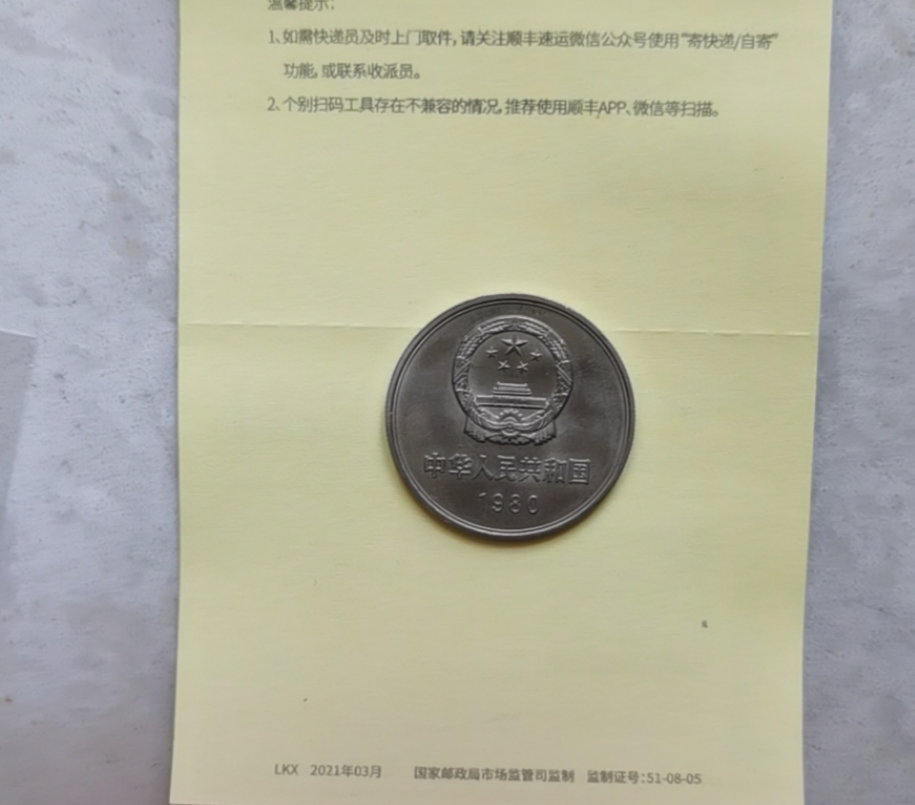 温馨提示：
1、如需快递员及时上门取件，请关注顺丰速运微信公众号使用“寄快递/自寄”
功能，或联系收派员。
2、个别扫码工具存在不兼容的情况，推荐使用顺丰APP、微信等扫描。
中华人民共和国
1980
LKX 2021年03月 国家邮政局市场监管司监制 监制证号：51-08-05